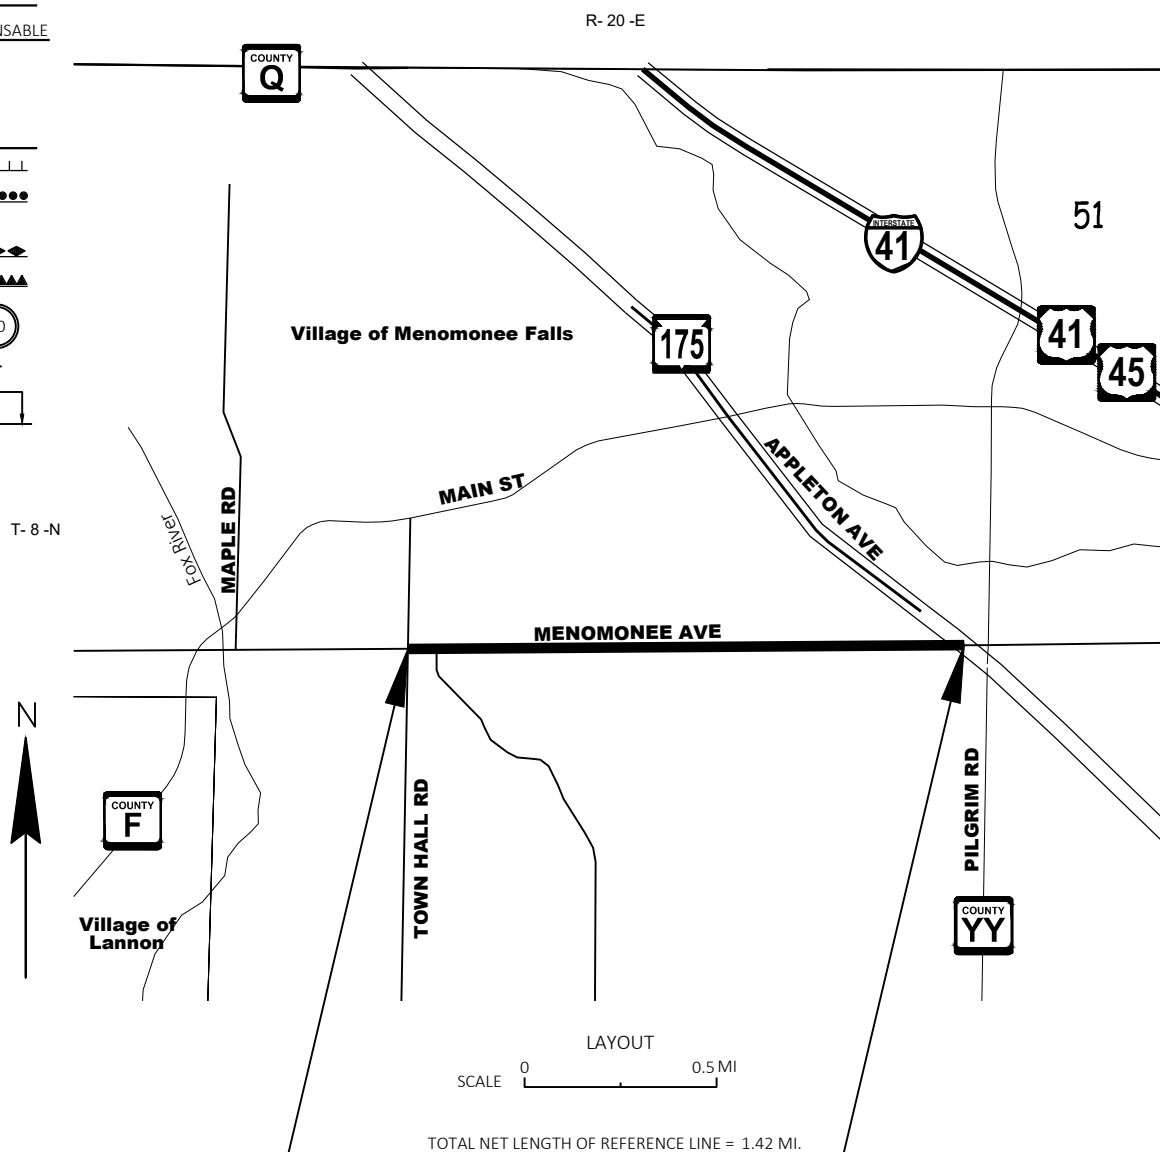 R- 20 -E
NSABLE
COUNTY
Q
51
INTERSTATE
41
41
45
175
Village of Menomonee Falls
APPLETON AVE
MAIN ST
MAPLE RD
Fox River
T- 8 -N
MENOMONEE AVE
N
TOWN HALL RD
PILGRIM RD
COUNTY
F
COUNTY
YY
Village of
Lannon
LAYOUT
SCALE 0 0.5 MI
TOTAL NET LENGTH OF REFERENCE LINE = 1.42 MI.